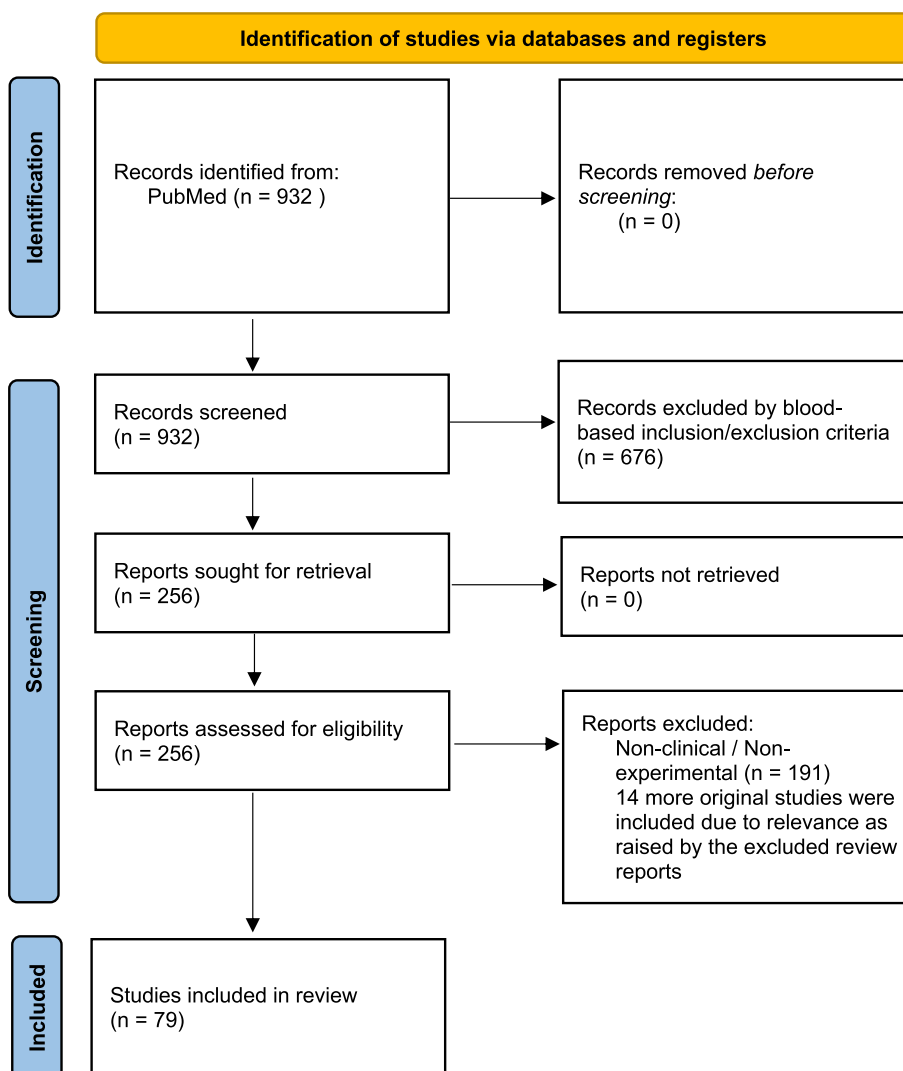 Identification of studies via databases and registers
Identification
Records identified from:
PubMed (n = 932 )
Records removed before
screening:
(n = 0)
Screening
Records screened
(n = 932)
Records excluded by blood-
based inclusion/exclusion criteria
(n = 676)
Reports sought for retrieval
(n = 256)
Reports not retrieved
(n = 0)
Reports assessed for eligibility
(n = 256)
Reports excluded:
Non-clinical / Non-
experimental (n = 191)
14 more original studies were
included due to relevance as
raised by the excluded review
reports
Included
Studies included in review
(n = 79)